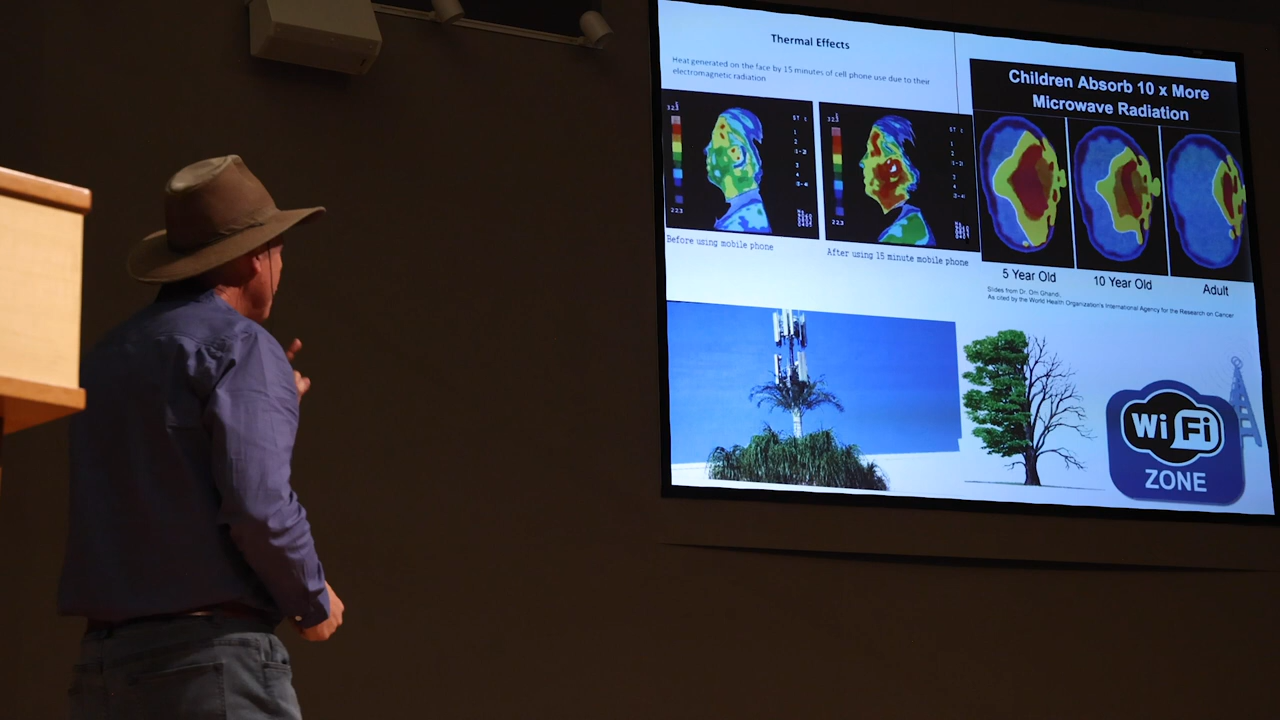 Thermal Effects
Heat generated on the face by 15 minutes of cell phone use due to their
electromagnetic radiation
Children Absorb 10 x More
Microwave Radiation
Before using mobile phone
After using 15 minute mobile phone
5 Year Old
10 Year Old
Adult
Slides from Dr. Om Ghandi,
As cited by the World Health Organization's International Agency for the Research on Cancer
Wi Fi
ZONE